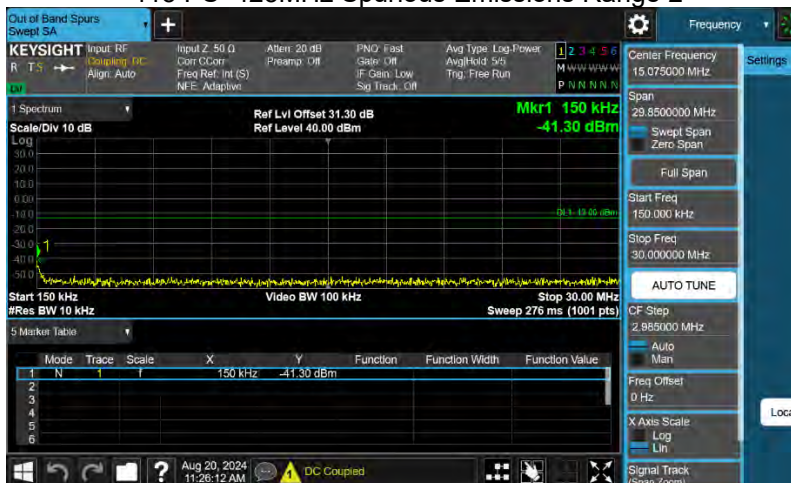 Out of Band Spurs
Swept SA
Frequency
KEYSIGHT
Input: RF
Coupling: DC
Align: Auto
Input Z: 50 Ω
Corr CCorr
Freq Ref: Int (S)
NFE: Adaptive
Atten: 20 dB
Preamp: Off
PNO: Fast
Gate: Off
IF Gain: Low
Sig Track: Off
Avg Type: Log-Power
Avg|Hold: 5/5
Trig: Free Run
1 2 3 4 5 6
M W W W W W
P N N N N N
Center Frequency
15.075000 MHz
Settings
Span
29.8500000 MHz
Swept Span
Zero Span
Full Span
Start Freq
150.000 kHz
Stop Freq
30.000000 MHz
AUTO TUNE
CF Step
2.985000 MHz
Auto
Man
Freq Offset
0 Hz
X Axis Scale
Log
Lin
Signal Track
(Span Zoom)
1 Spectrum
Scale/Div 10 dB
Ref Lvl Offset 31.30 dB
Ref Level 40.00 dBm
Mkr1 150 kHz
-41.30 dBm
Log
30.0
20.0
10.0
0.00
-10.0
-20.0
-30.0
-40.0
-50.0
DL1 -13.00 dBm
1
Start 150 kHz
#Res BW 10 kHz
Video BW 100 kHz
Stop 30.00 MHz
Sweep 276 ms (1001 pts)
5 Marker Table
Mode Trace Scale X Y Function Function Width Function Value
1 N 1 f 150 kHz -41.30 dBm
2
3
4
5
6
Aug 20, 2024
11:26:12 AM
DC Coupled